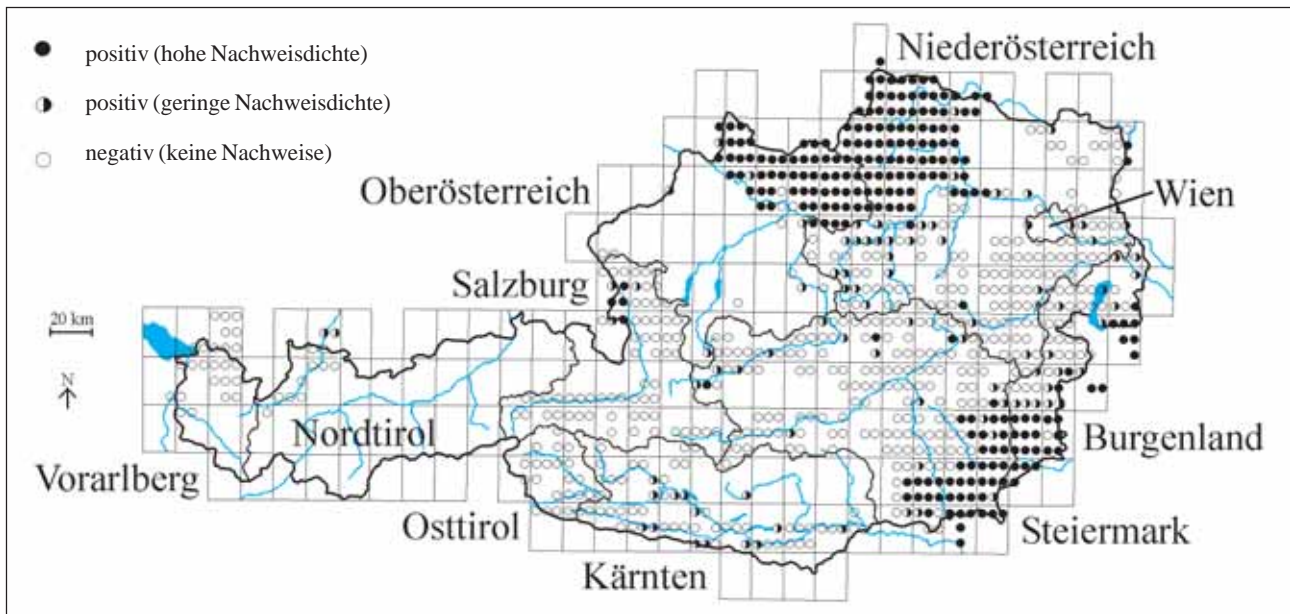 positiv (hohe Nachweisdichte)
positiv (geringe Nachweisdichte)
negativ (keine Nachweise)
Niederösterreich
Oberösterreich
Wien
Salzburg
20 km
N
Nordtirol
Burgenland
Vorarlberg
Osttirol
Steiermark
Kärnten